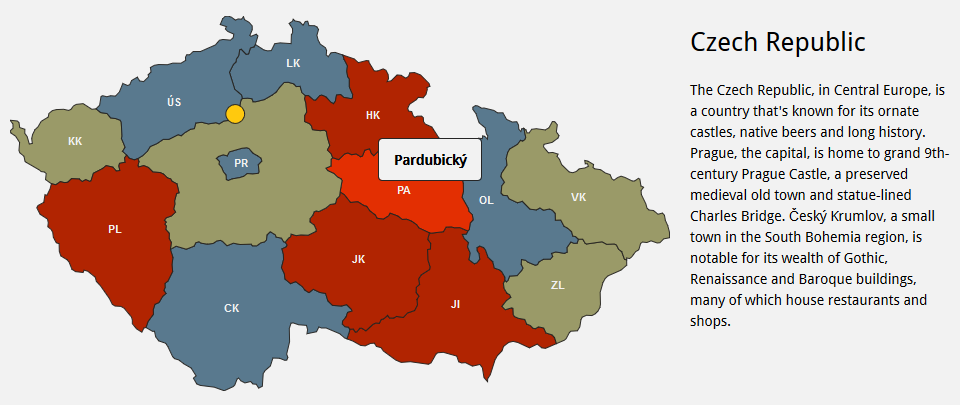 LK
ÚS
HK
KK
PR
Pardubický
PA
OL
VK
PL
JK
ZL
JI
CK
Czech Republic
The Czech Republic, in Central Europe, is
a country that's known for its ornate
castles, native beers and long history.
Prague, the capital, is home to grand 9th-
century Prague Castle, a preserved
medieval old town and statue-lined
Charles Bridge. Český Krumlov, a small
town in the South Bohemia region, is
notable for its wealth of Gothic,
Renaissance and Baroque buildings,
many of which house restaurants and
shops.